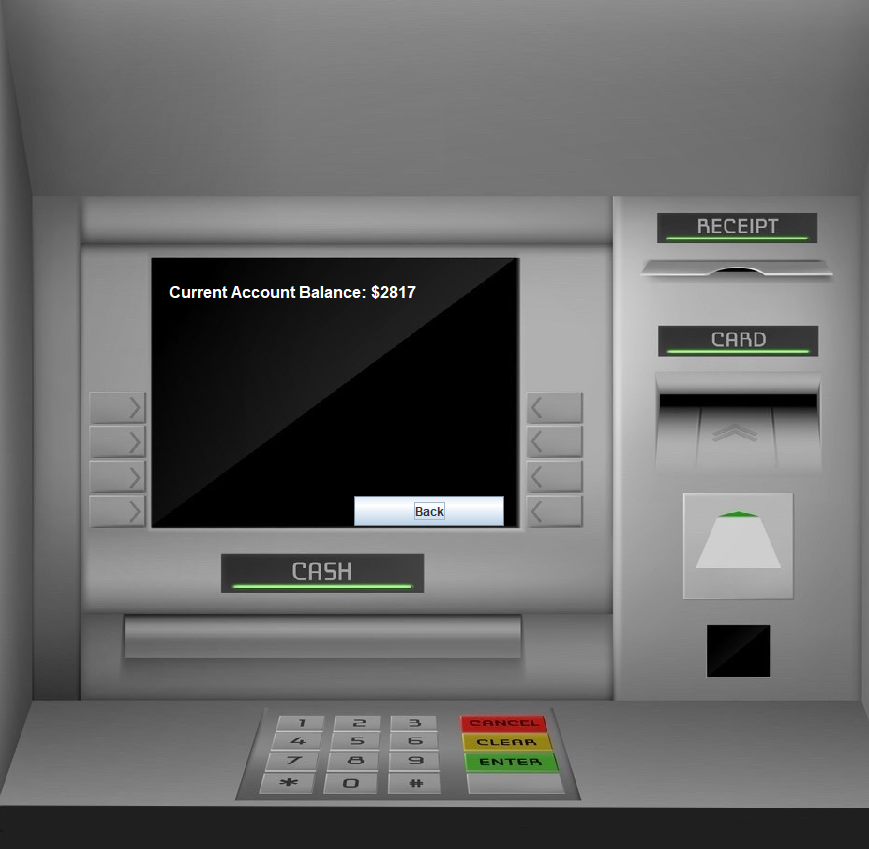 RECEIPT
Current Account Balance: $2817
CARD
Back
CASH
1 2 3 CANCEL
4 5 6 CLEAR
7 8 9 ENTER
* 0 #